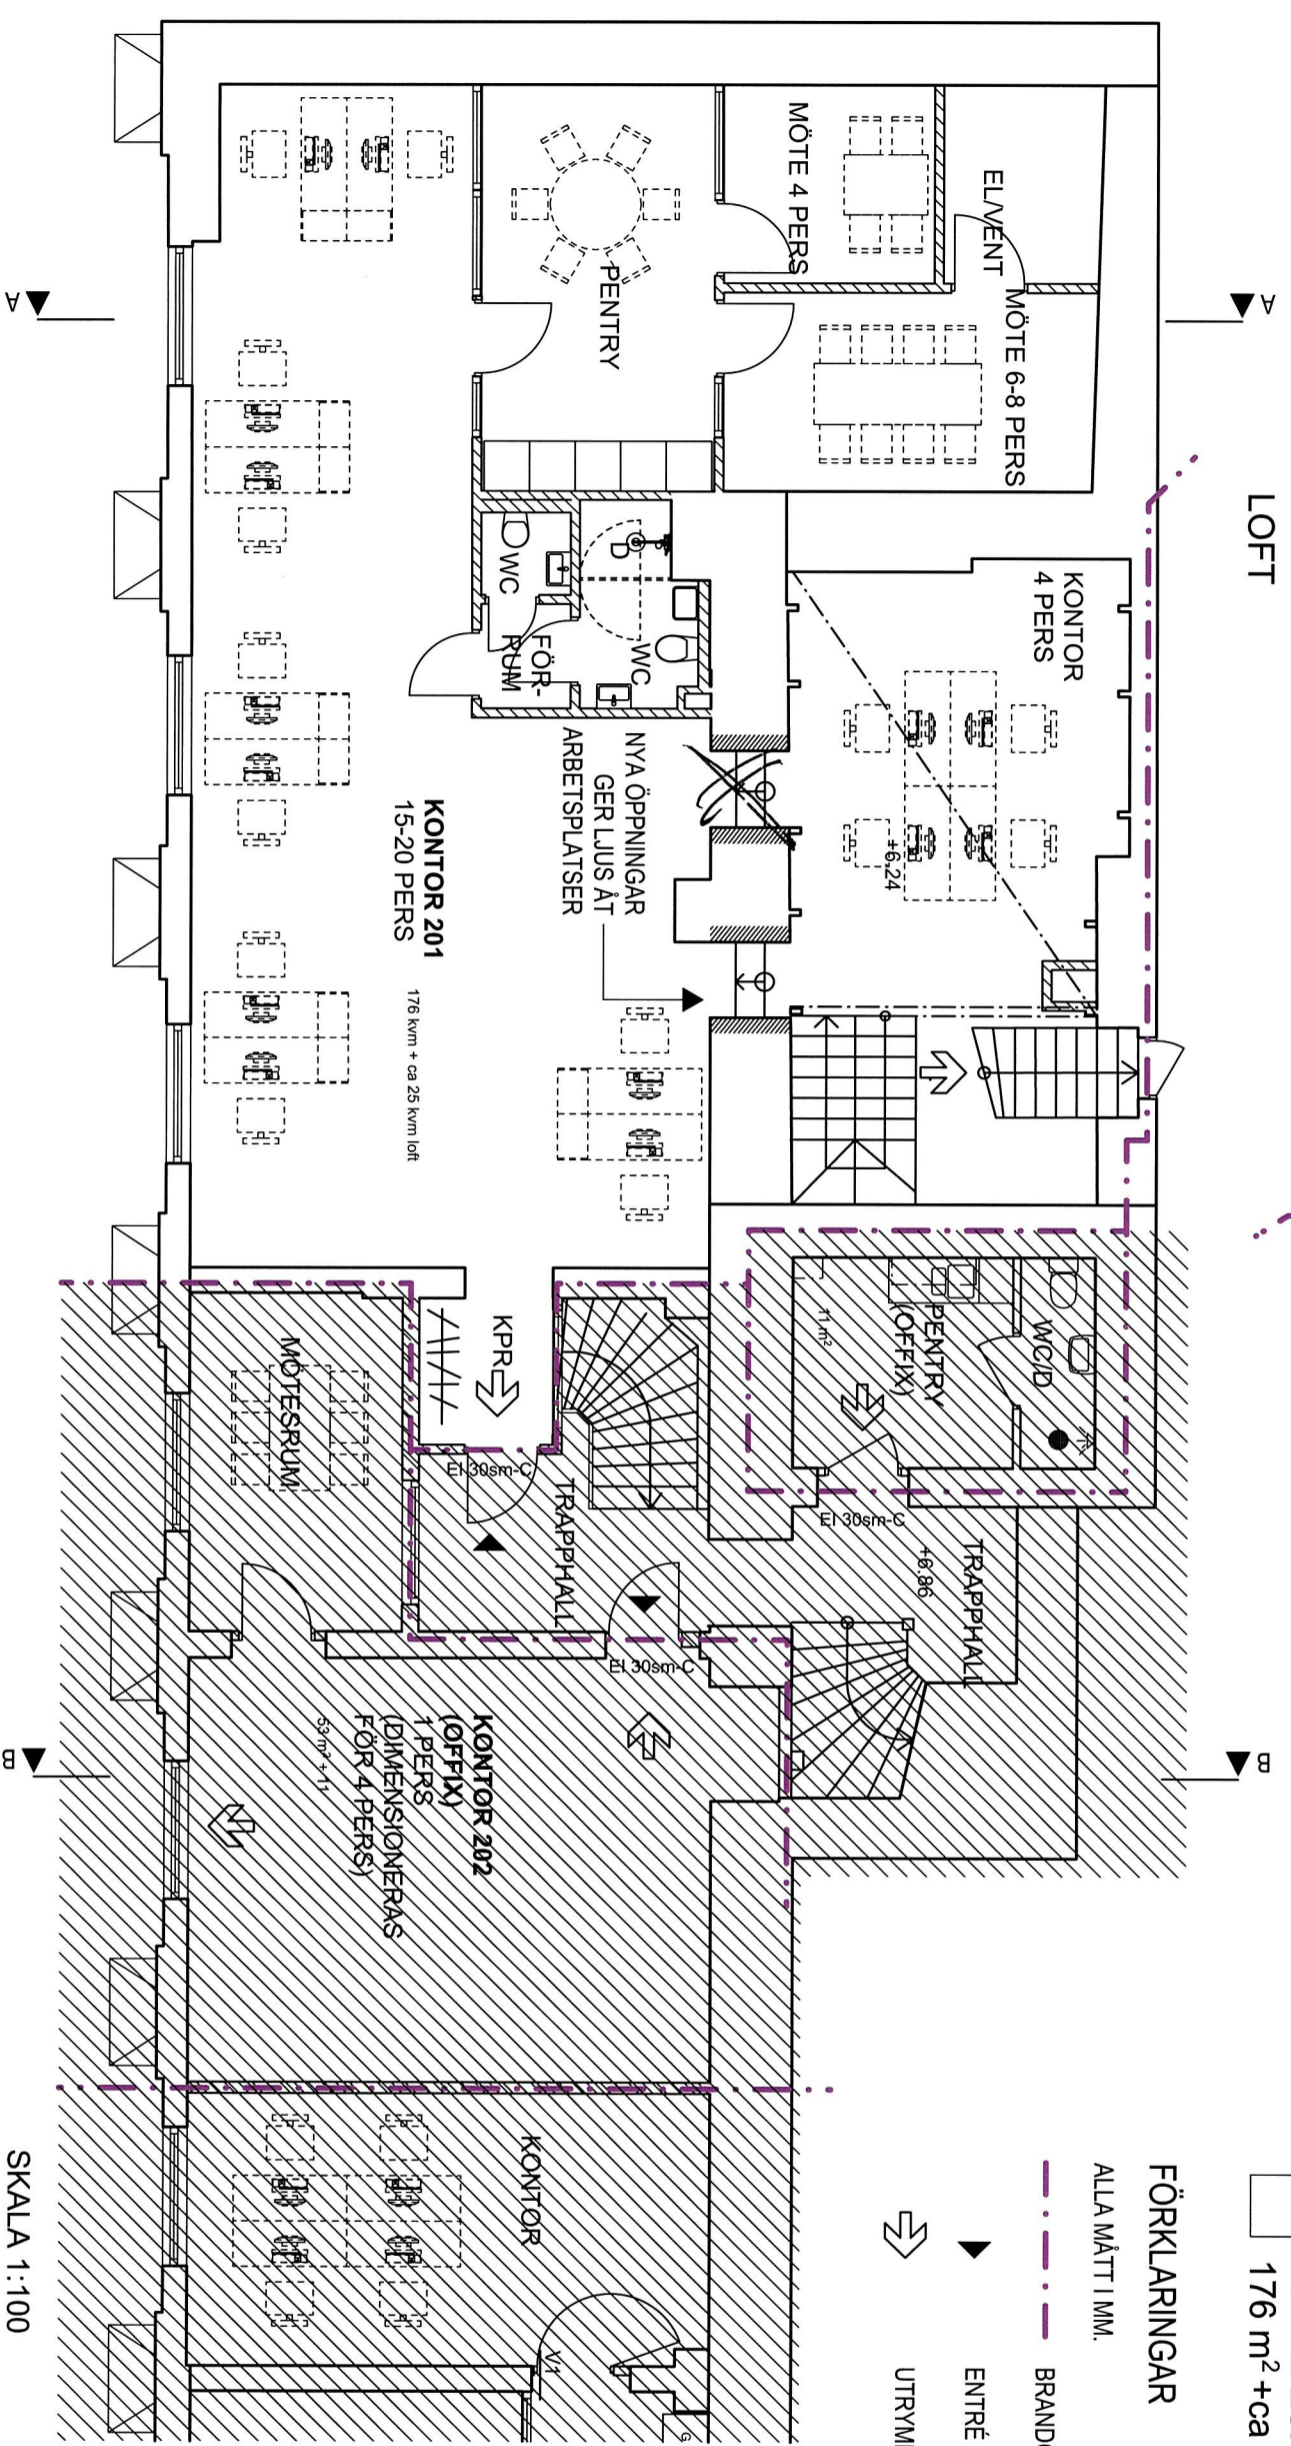 LOFT
A
A
EL/VENT
MÖTE 4 PERS
MÖTE 6-8 PERS
PENTRY
KONTOR
4 PERS
+6,24
D
WC
WC
FÖR-
RUM
NYA ÖPPNINGAR
GER LJUS ÅT
ARBETSPLATSER
KONTOR 201
15-20 PERS
176 kvm + ca 25 kvm loft
WC/D
PENTRY
(OFFIX)
11 m²
KPR
EI 30sm-C
MÖTESRUM
TRAPPHALL
EI 30sm-C
TRAPPHALL
+6.86
EI 30sm-C
KONTOR 202
(OFFIX)
1 PERS
(DIMENSIONERAS
FÖR 4 PERS)
53 m² + 11
B
B
KONTOR
V1
G
176 m² +ca
FÖRKLARINGAR
ALLA MÅTT I MM.
ENTRÉ
SKALA 1:100